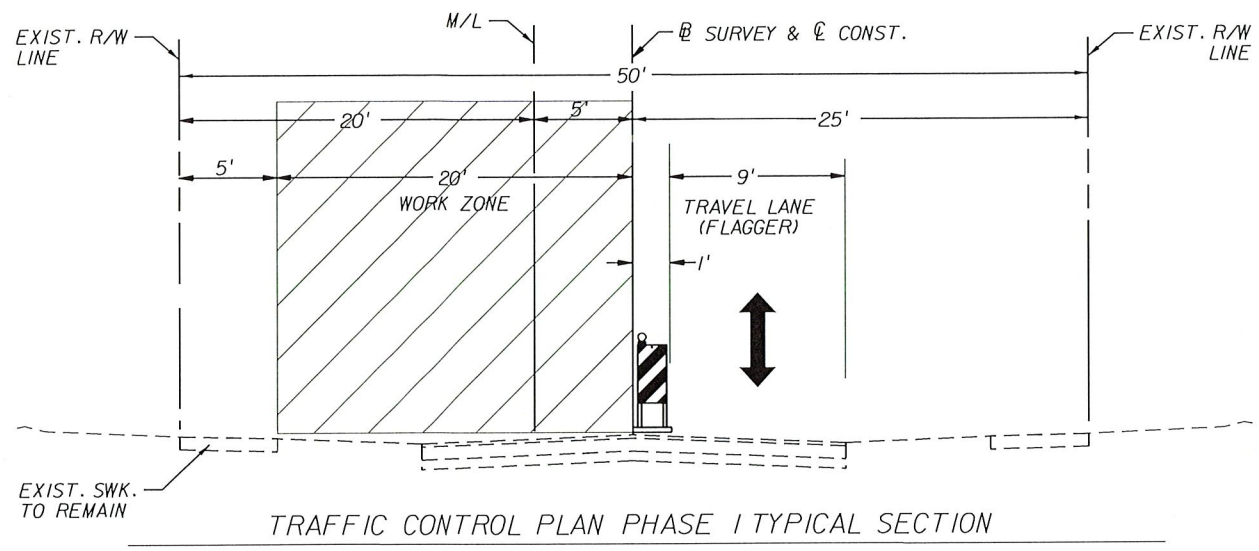 M/L
EXIST. R/W
LINE
℄ SURVEY & ℄ CONST.
EXIST. R/W
LINE
50'
20'
5'
25'
5'
20'
9'
WORK ZONE
TRAVEL LANE
(FLAGGER)
1'
EXIST. SWK.
TO REMAIN
TRAFFIC CONTROL PLAN PHASE I TYPICAL SECTION